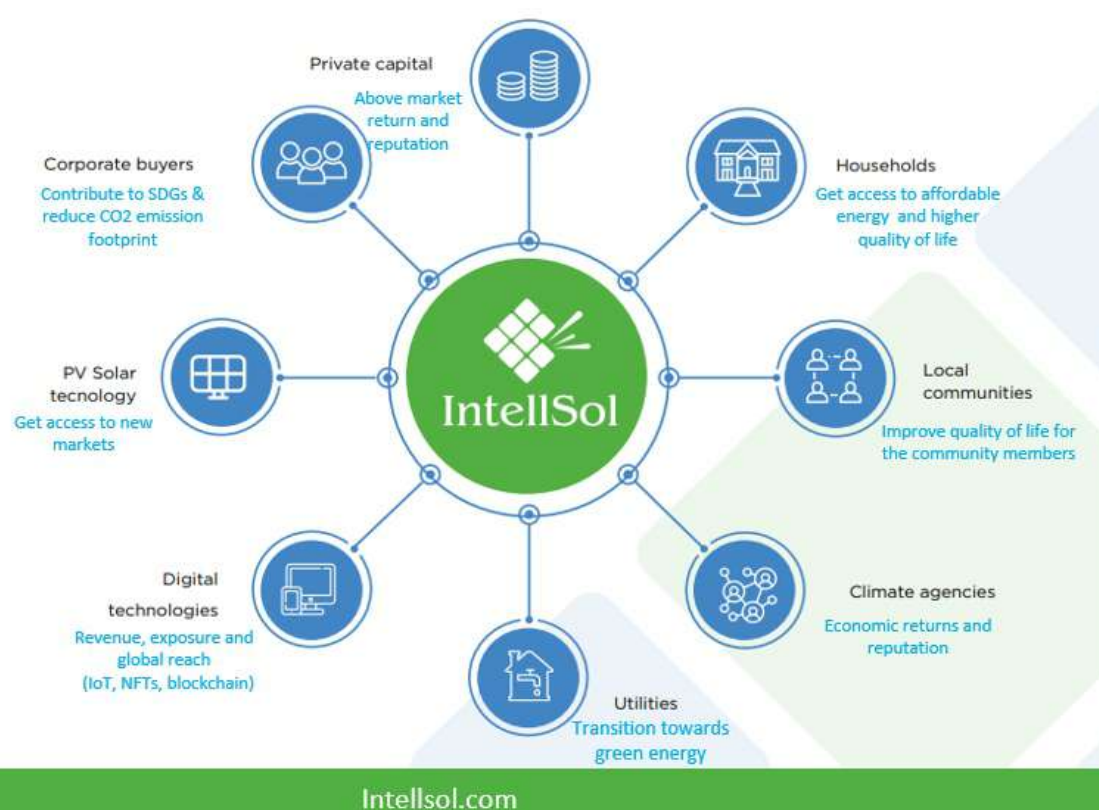 Private capital
Above market
return and
reputation
Corporate buyers
Contribute to SDGs &
reduce CO2 emission
footprint
Households
Get access to affordable
energy and higher
quality of life
PV Solar
tecnology
Get access to new
markets
IntellSol
Local
communities
Improve quality of life for
the community members
Digital
technologies
Revenue, exposure and
global reach
(IoT, NFTs, blockchain)
Climate agencies
Economic returns and
reputation
Utilities
Transition towards
green energy
Intellsol.com